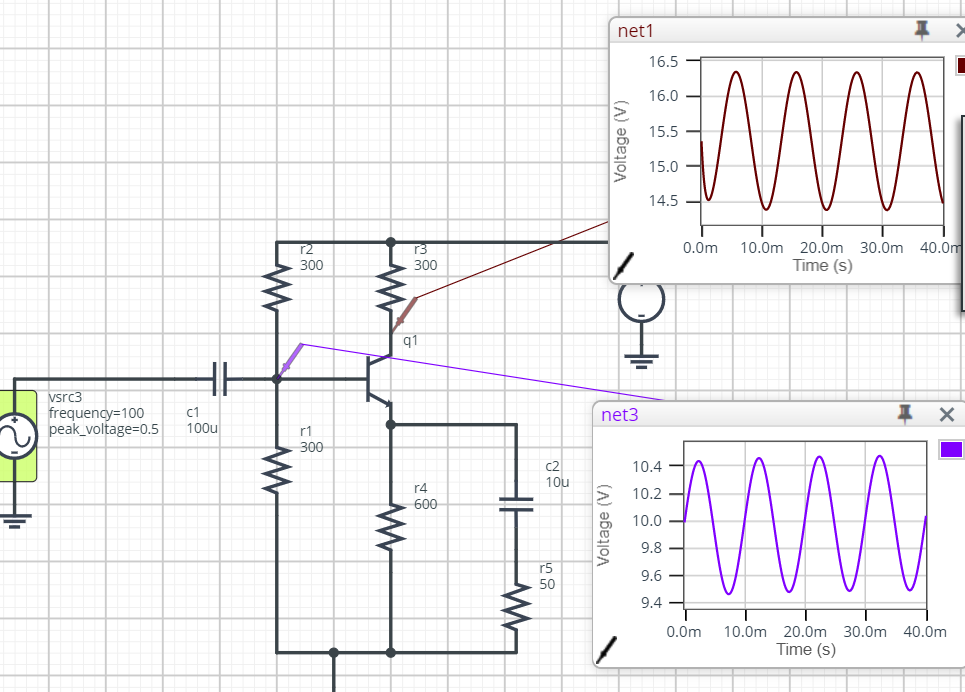 net1
16.5
16.0
15.5
15.0
14.5
Voltage (V)
0.0m 10.0m 20.0m 30.0m 40.0m
Time (s)
r2
300
r3
300
q1
vsrc3
frequency=100
peak_voltage=0.5
+
-
c1
100u
r1
300
r4
600
c2
10u
r5
50
-
net3
10.4
10.2
10.0
9.8
9.6
9.4
Voltage (V)
0.0m 10.0m 20.0m 30.0m 40.0m
Time (s)